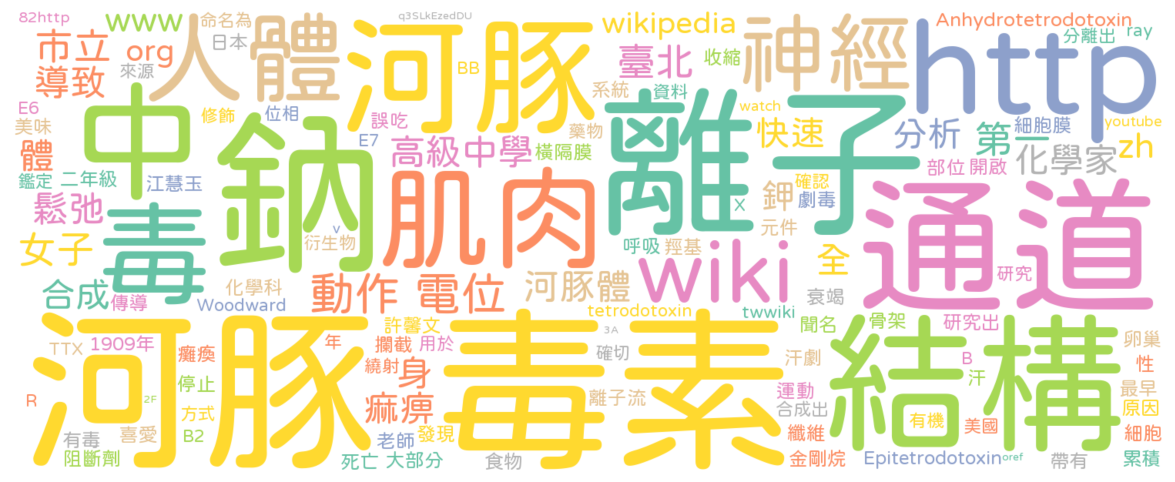 82http
www
命名為
日本
q3SLkEzedDU
wikipedia
Anhydrotetrodotoxin
分離出
ray
市立
org
人體
河豚
BB
臺北
收縮
神經
http
導致
來源
系統
資料
E6
美味
體
中
修飾
位相
誤吃
E7
藥物
離子
watch
快速
分析
第一
細胞膜
youtube
zh
鑑定
二年級
江慧玉
鈉
高級中學
橫隔膜
肌肉
化學家
部位
開啟
確認
劇毒
鉀
X
元件
通道
鬆弛
毒
女子
v
衍生物
呼吸
羥基
wiki
全
研究
合成
傳導
化學科
Woodward
動作
電位
河豚體
衰竭
tetrodotoxin
twwiki
聞名
骨架
研究出
卵巢
河豚毒素
結構
TTX
1909年
癱瘓
年
許馨文
攔截
用於
3A
確切
汗劇
B
性
繞射
身
停止
2F
方式
R
麻痹
離子流
汗
運動
合成出
最早
原因
有毒
喜愛
B2
老師
發現
纖維
有機
美國
細胞
阻斷劑
死亡
大部分
食物
金剛烷
Epitetrodotoxin
oref
帶有
累積